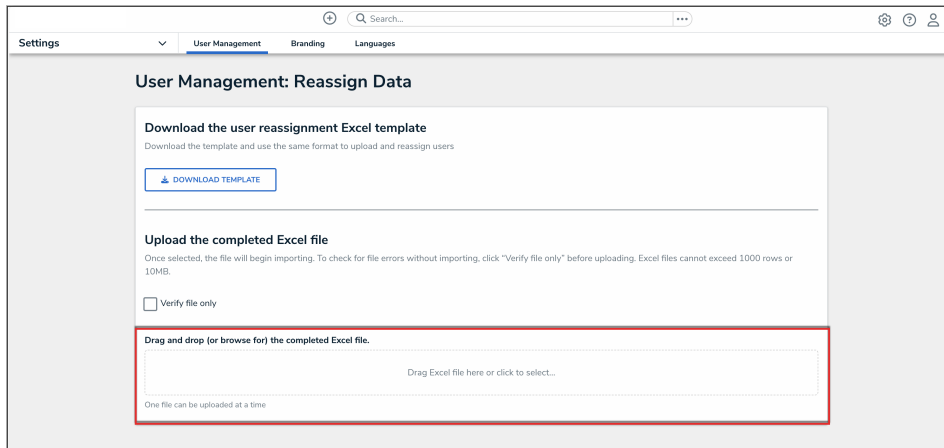 Search...
Settings
User Management
Branding
Languages
User Management: Reassign Data
Download the user reassignment Excel template
Download the template and use the same format to upload and reassign users
DOWNLOAD TEMPLATE
Upload the completed Excel file
Once selected, the file will begin importing. To check for file errors without importing, click "Verify file only" before uploading. Excel files cannot exceed 1000 rows or
10MB.
Verify file only
Drag and drop (or browse for) the completed Excel file.
Drag Excel file here or click to select...
One file can be uploaded at a time